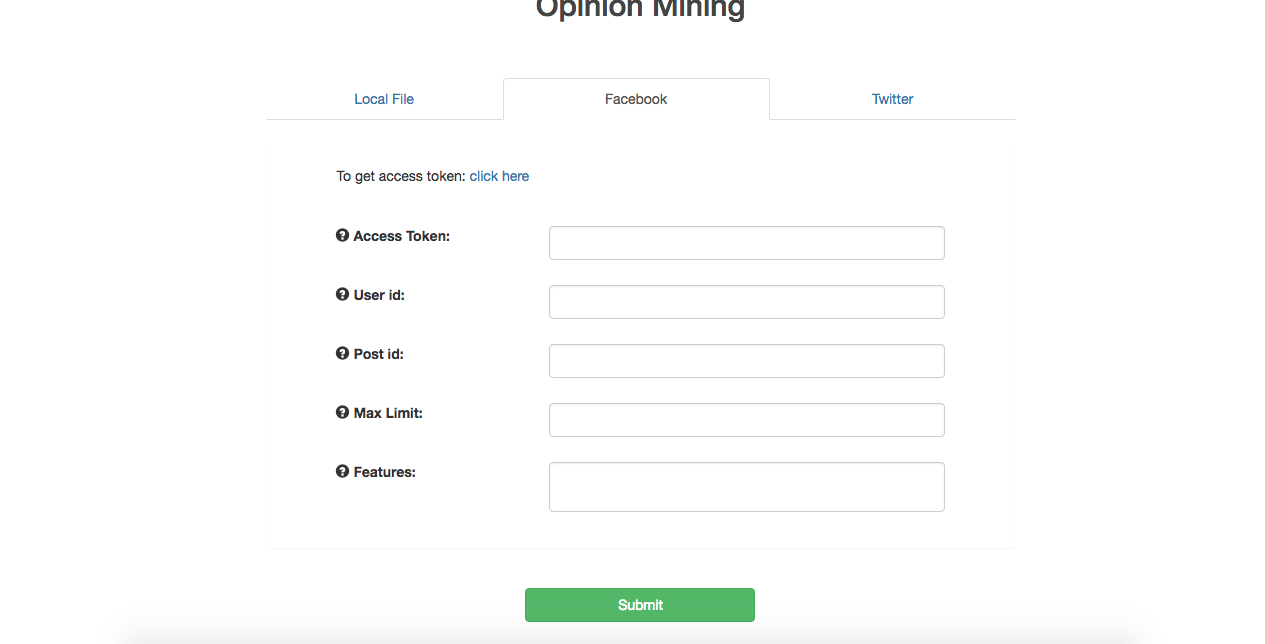 Opinion Mining
Local File Facebook Twitter
To get access token: click here
Access Token:
User id:
Post id:
Max Limit:
Features:
Submit